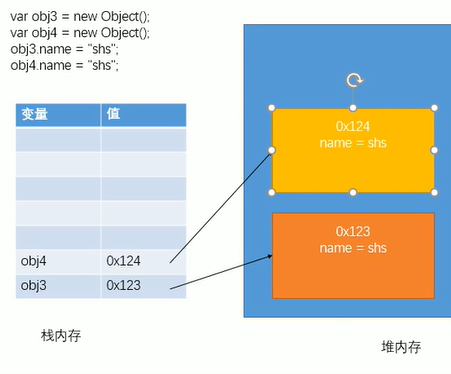 var obj3 = new Object();
var obj4 = new Object();
obj3.name = "shs";
obj4.name = "shs";
变量 值
obj4 0x124
obj3 0x123
栈内存
0x124
name = shs
0x123
name = shs
堆内存